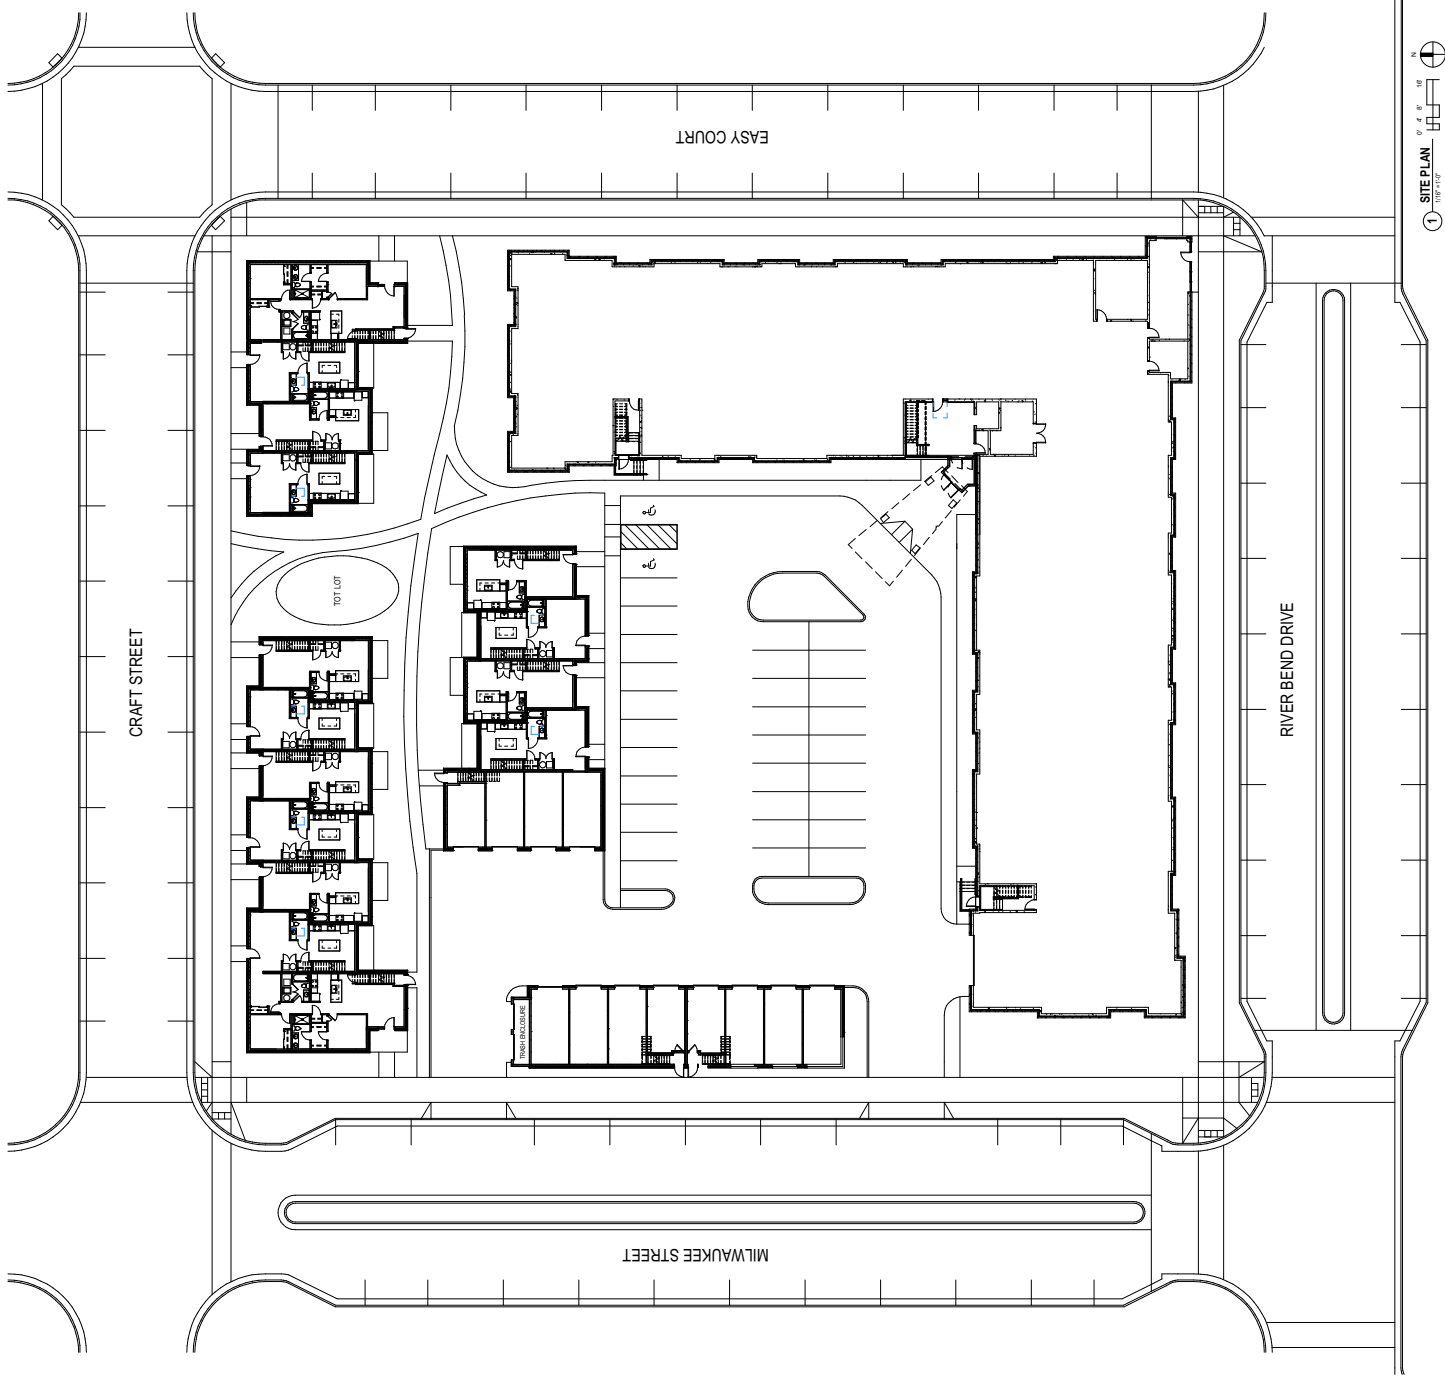 EASY COURT
N
0' 4' 8' 16'
SITE PLAN
1/16" = 1'-0"
1
TOT LOT
CRAFT STREET
RIVER BEND DRIVE
TRASH ENCLOSURE
MILWAUKEE STREET